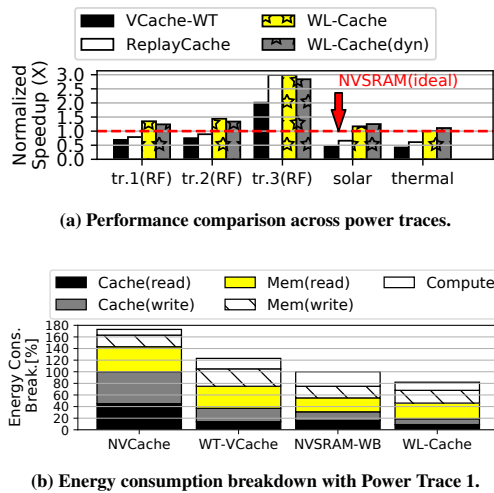 VCache-WT WL-Cache
ReplayCache WL-Cache(dyn)
Normalized
Speedup (X)
3.0
2.5
2.0
1.5
1.0
0.5
0.0
NVSRAM(ideal)
tr.1(RF) tr.2(RF) tr.3(RF) solar thermal
(a) Performance comparison across power traces.
Cache(read) Mem(read) Compute
Cache(write) Mem(write)
Energy Cons.
Break.[%]
180
160
140
120
100
80
60
40
20
0
NVCache WT-VCache NVSRAM-WB WL-Cache
(b) Energy consumption breakdown with Power Trace 1.